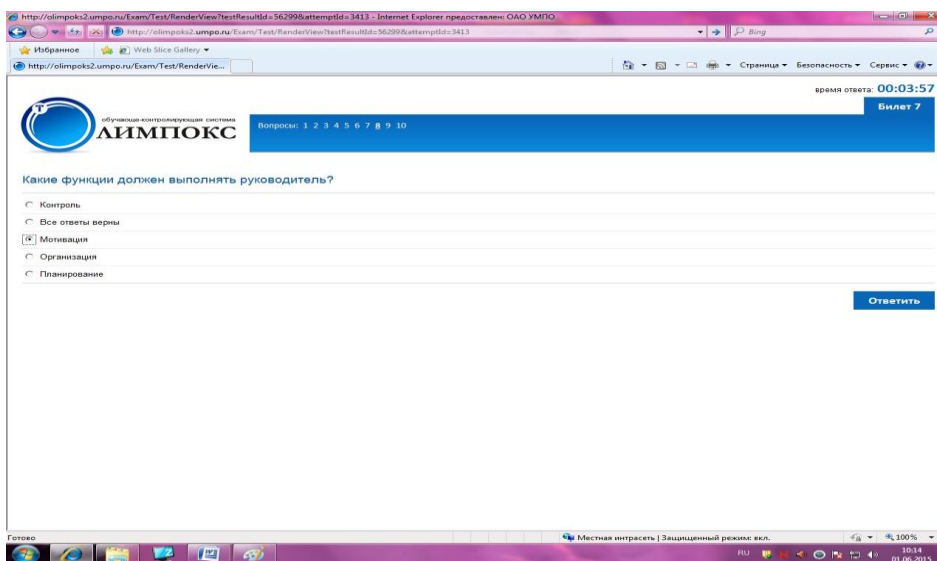 http://olimpoks2.umpo.ru/Exam/Test/RenderView?testResultId=56299&attemptId=3413 - Internet Explorer предоставлен: ОАО УМПО
http://olimpoks2.umpo.ru/Exam/Test/RenderView?testResultId=56299&attemptId=3413
Bing
Избранное Web Slice Gallery
http://olimpoks2.umpo.ru/Exam/Test/RenderVie...
Страница Безопасность Сервис
время ответа: 00:03:57
Билет 7
обучающе-контролирующая система
ЛИМПОКС
Вопросы: 1 2 3 4 5 6 7 8 9 10
Какие функции должен выполнять руководитель?
Контроль
Все ответы верны
Мотивация
Организация
Планирование
Ответить
Готово
Местная интрасеть | Защищенный режим: вкл.
100%
RU
10:14
01.06.2015